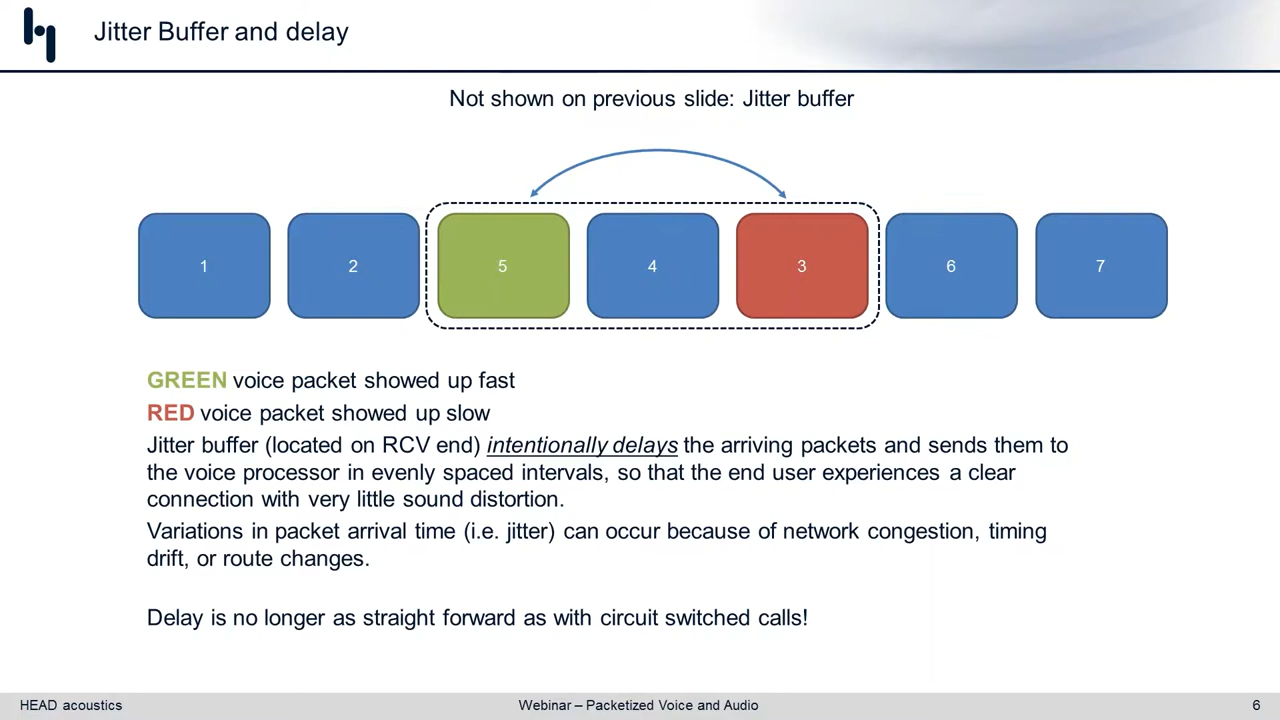 Jitter Buffer and delay
Not shown on previous slide: Jitter buffer
1 2 5 4 3 6 7
GREEN voice packet showed up fast
RED voice packet showed up slow
Jitter buffer (located on RCV end) intentionally delays the arriving packets and sends them to
the voice processor in evenly spaced intervals, so that the end user experiences a clear
connection with very little sound distortion.
Variations in packet arrival time (i.e. jitter) can occur because of network congestion, timing
drift, or route changes.
Delay is no longer as straight forward as with circuit switched calls!
HEAD acoustics Webinar – Packetized Voice and Audio 6